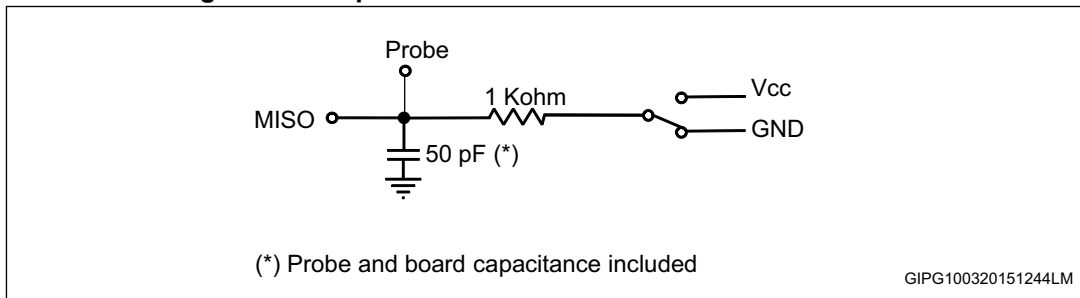 Probe
1 Kohm
Vcc
MISO
GND
50 pF (*)
(*) Probe and board capacitance included
GIPG100320151244LM